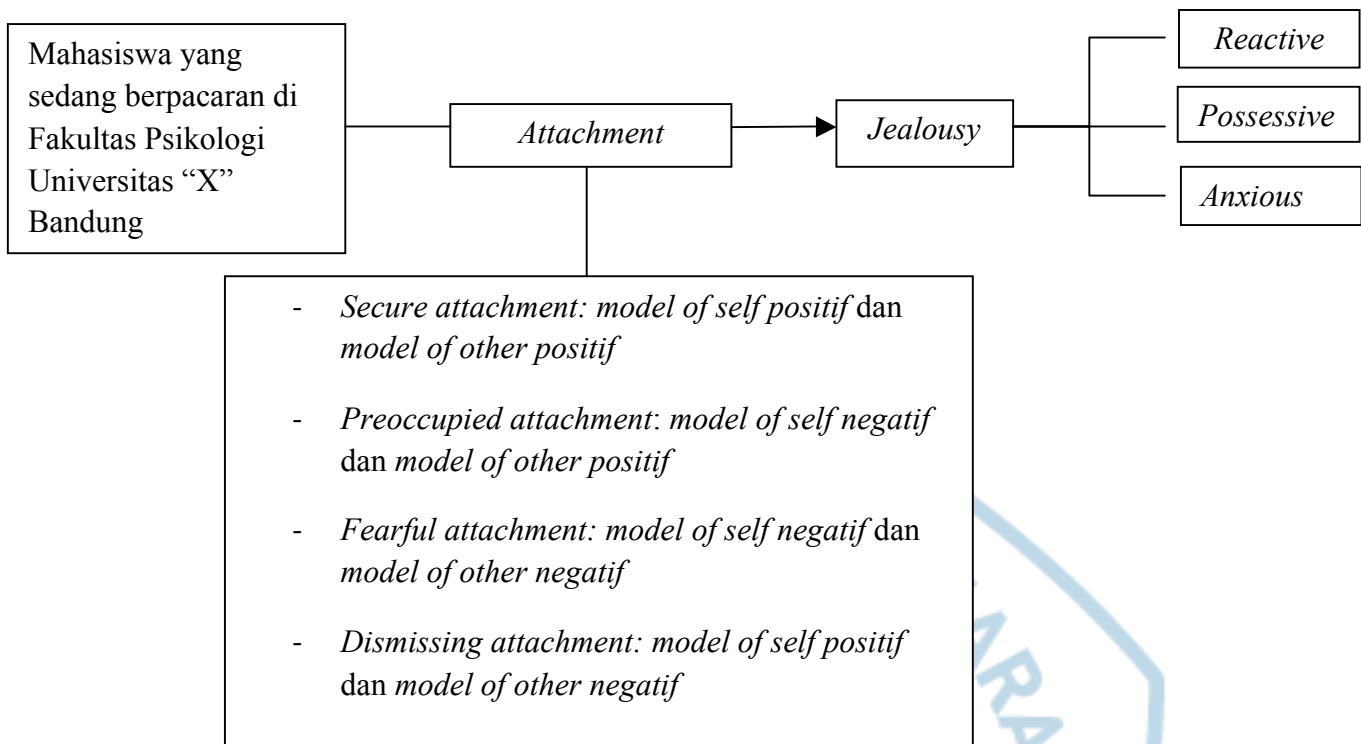 Mahasiswa yang
sedang berpacaran di
Fakultas Psikologi
Universitas “X”
Bandung
Attachment
Jealousy
Reactive
Possessive
Anxious
- Secure attachment: model of self positif dan
model of other positif
- Preoccupied attachment: model of self negatif
dan model of other positif
- Fearful attachment: model of self negatif dan
model of other negatif
- Dismissing attachment: model of self positif
dan model of other negatif